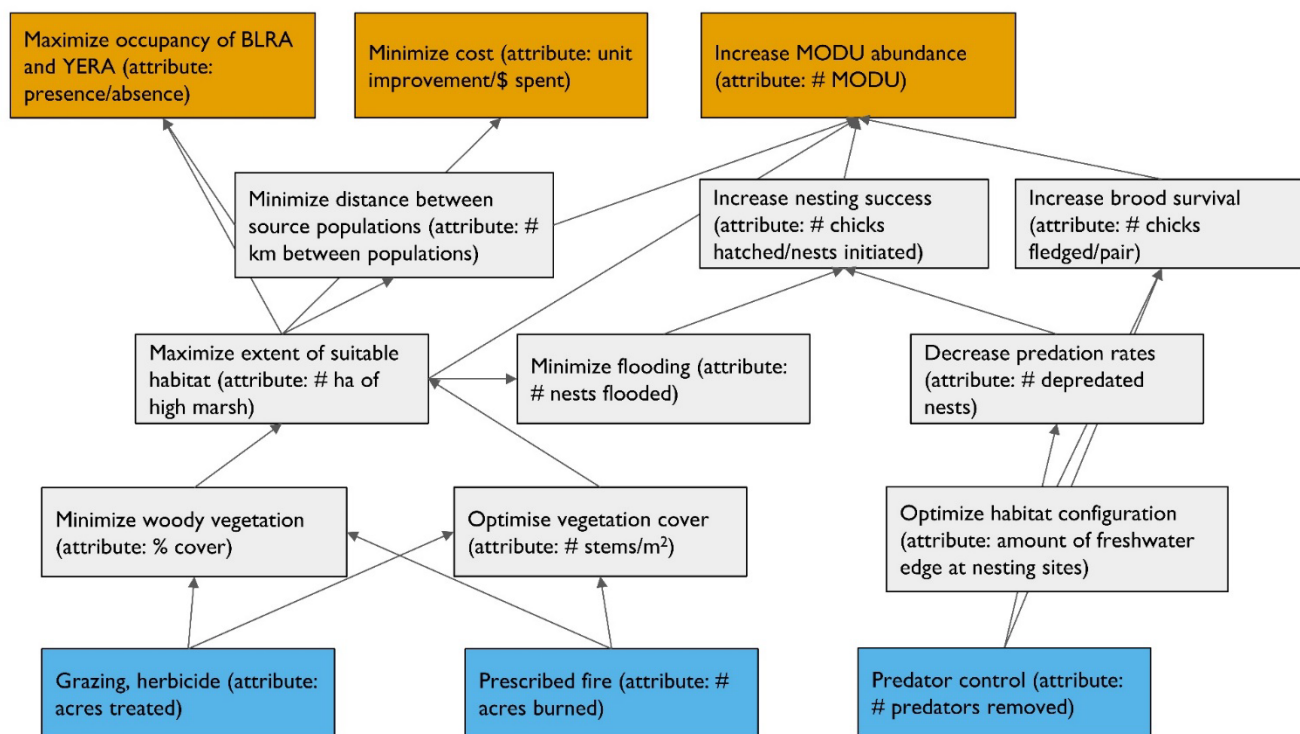 Maximize occupancy of BLRA
and YERA (attribute:
presence/absence)
Minimize cost (attribute: unit
improvement/$ spent)
Increase MODU abundance
(attribute: # MODU)
Minimize distance between
source populations (attribute: #
km between populations)
Increase nesting success
(attribute: # chicks
hatched/nests initiated)
Increase brood survival
(attribute: # chicks
fledged/pair)
Maximize extent of suitable
habitat (attribute: # ha of
high marsh)
Minimize flooding (attribute:
# nests flooded)
Decrease predation rates
(attribute: # depredated
nests)
Minimize woody vegetation
(attribute: % cover)
Optimise vegetation cover
(attribute: # stems/m²)
Optimize habitat configuration
(attribute: amount of freshwater
edge at nesting sites)
Grazing, herbicide (attribute:
acres treated)
Prescribed fire (attribute: #
acres burned)
Predator control (attribute:
# predators removed)